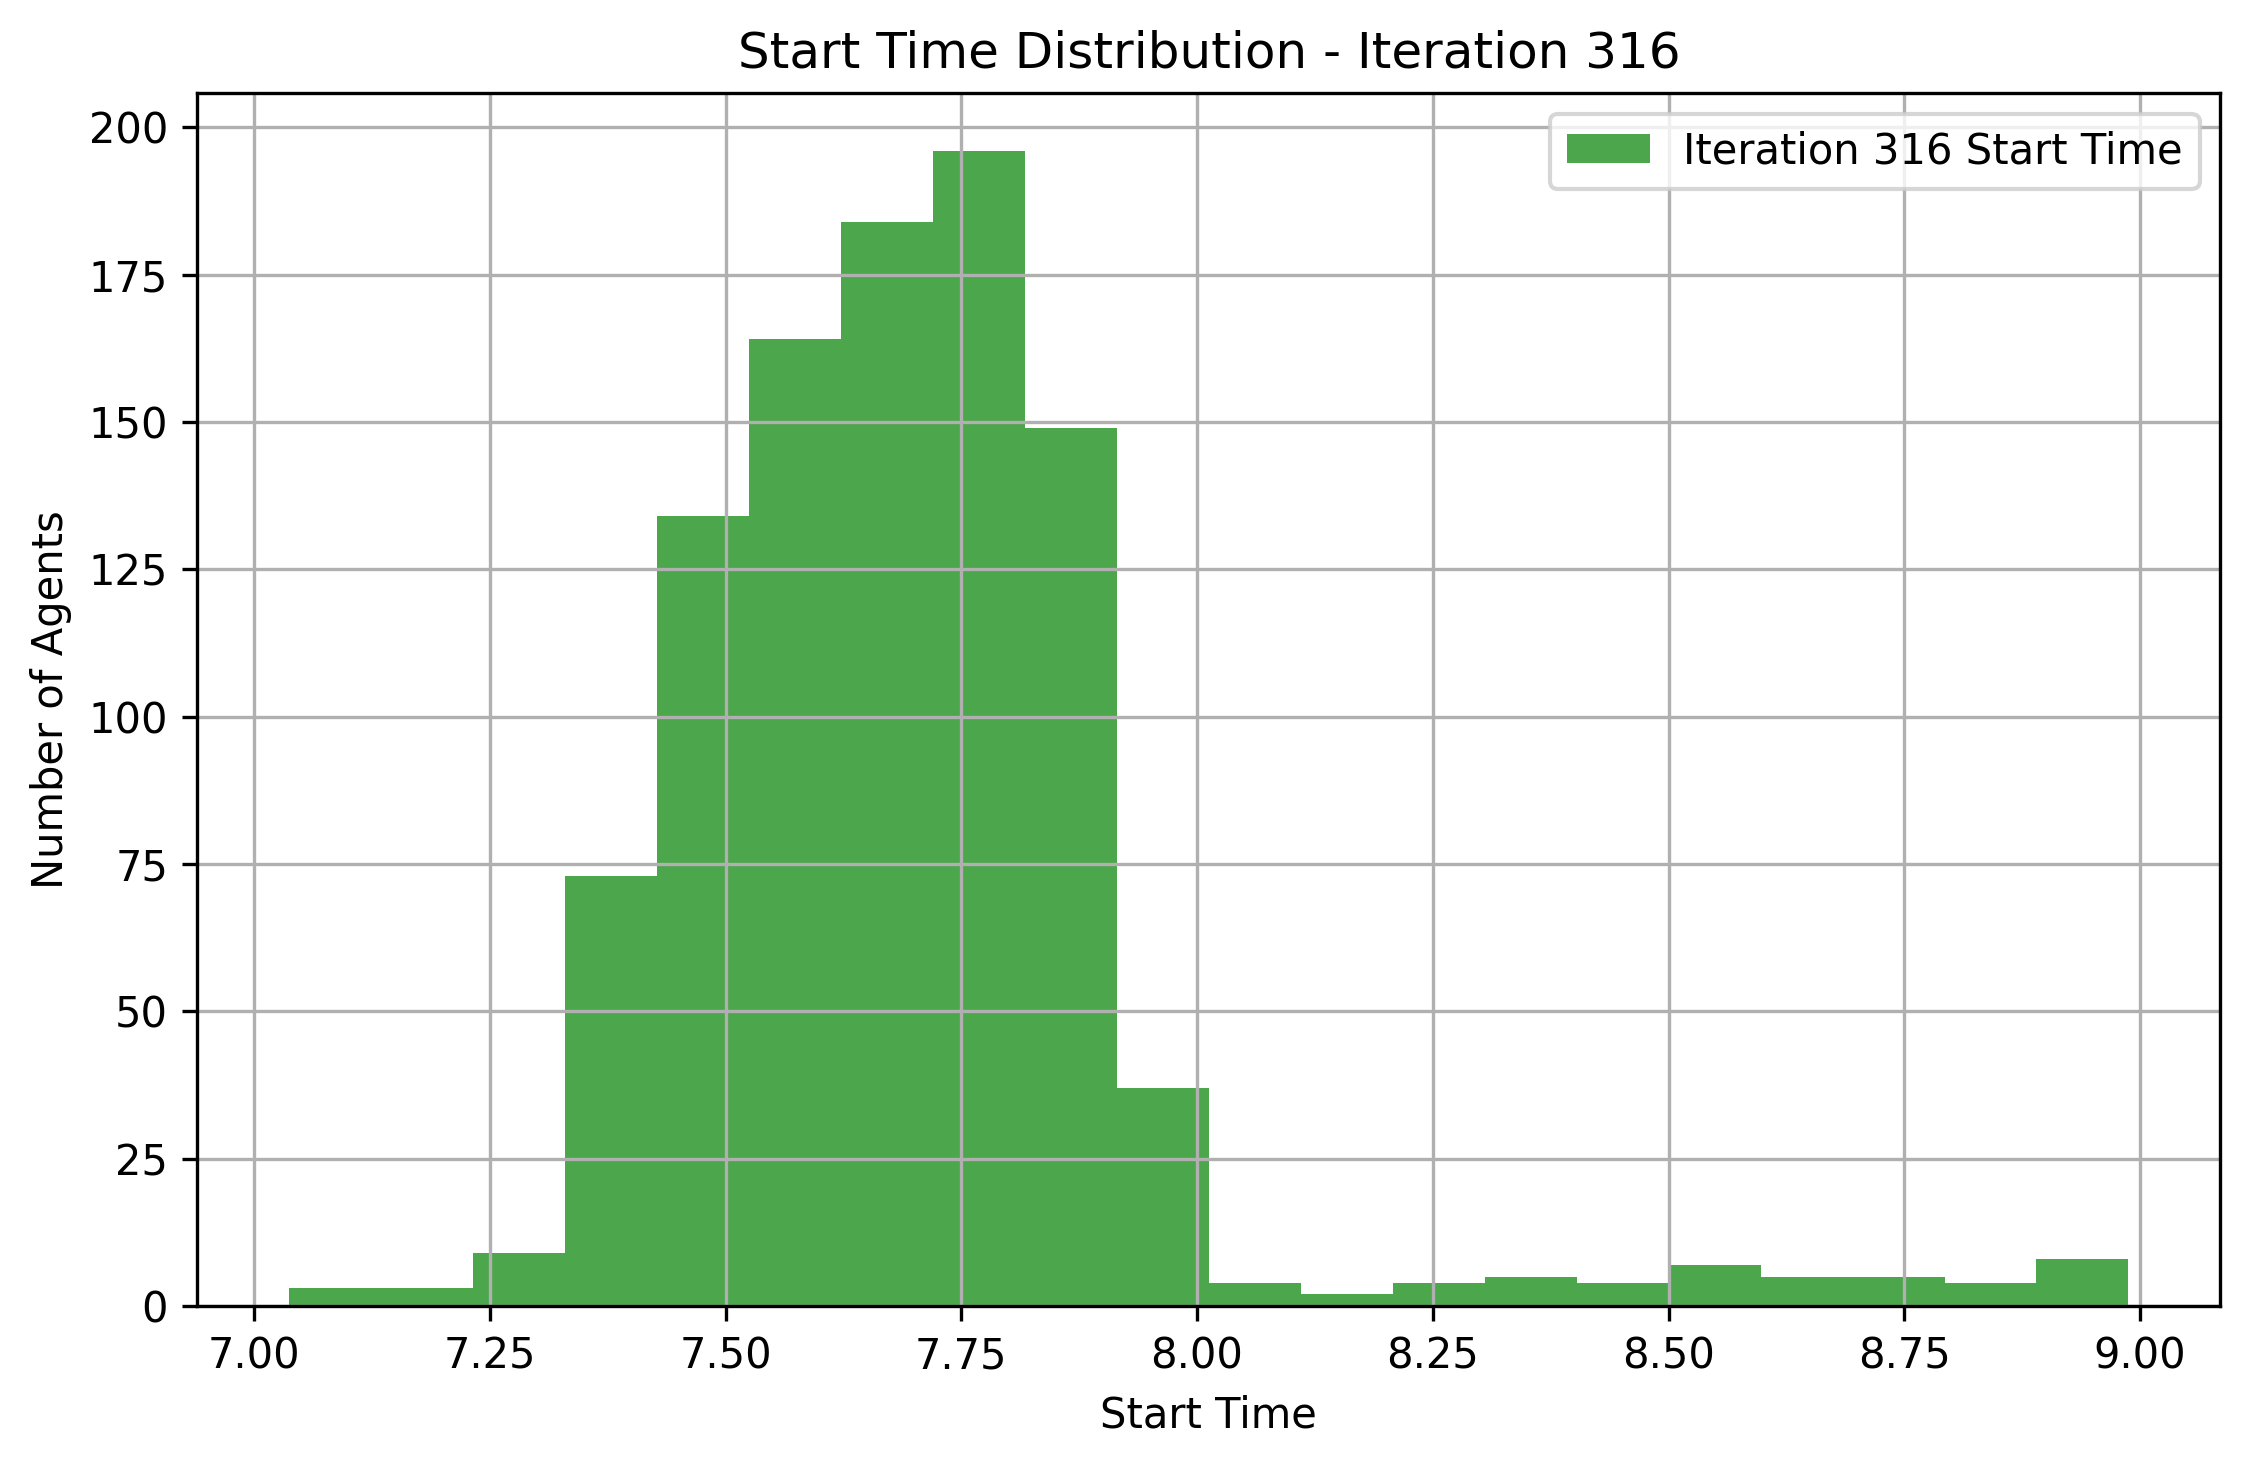 Start Time Distribution - Iteration 316
Iteration 316 Start Time
Number of Agents
200
175
150
125
100
75
50
25
0
7.00 7.25 7.50 7.75 8.00 8.25 8.50 8.75 9.00
Start Time